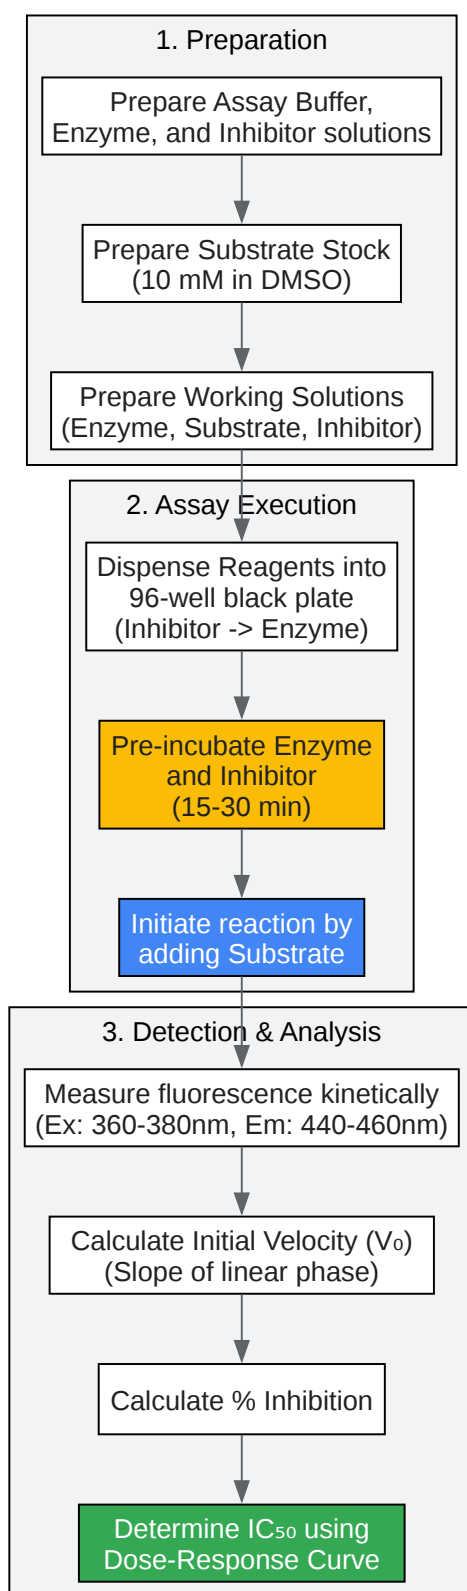 1. Preparation
Prepare Assay Buffer,
Enzyme, and Inhibitor solutions
Prepare Substrate Stock
(10 mM in DMSO)
Prepare Working Solutions
(Enzyme, Substrate, Inhibitor)
2. Assay Execution
Dispense Reagents into
96-well black plate
(Inhibitor -> Enzyme)
Pre-incubate Enzyme
and Inhibitor
(15-30 min)
Initiate reaction by
adding Substrate
3. Detection & Analysis
Measure fluorescence kinetically
(Ex: 360-380nm, Em: 440-460nm)
Calculate Initial Velocity (V₀)
(Slope of linear phase)
Calculate % Inhibition
Determine IC₅₀ using
Dose-Response Curve